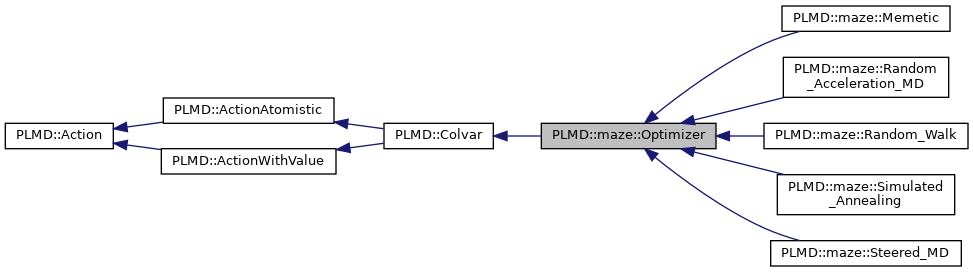 PLMD::maze::Memetic
PLMD::maze::Random
_Acceleration_MD
PLMD::ActionAtomistic
PLMD::Action
PLMD::Colvar
PLMD::maze::Optimizer
PLMD::maze::Random_Walk
PLMD::ActionWithValue
PLMD::maze::Simulated
_Annealing
PLMD::maze::Steered_MD